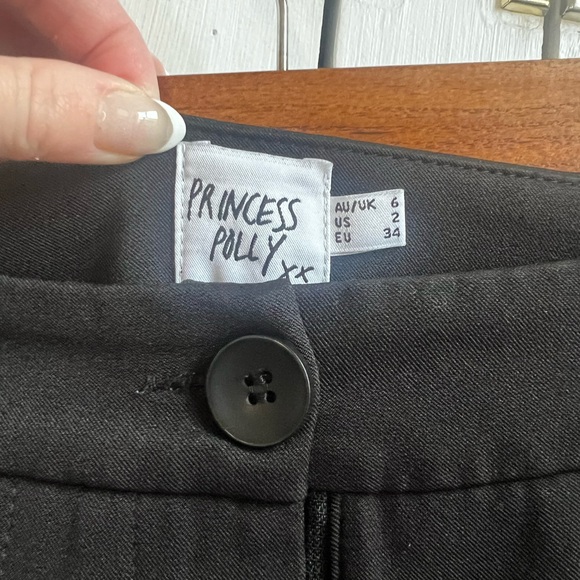 PRINCESS
POLLY
xx
AU/UK 6
US 2
EU 34